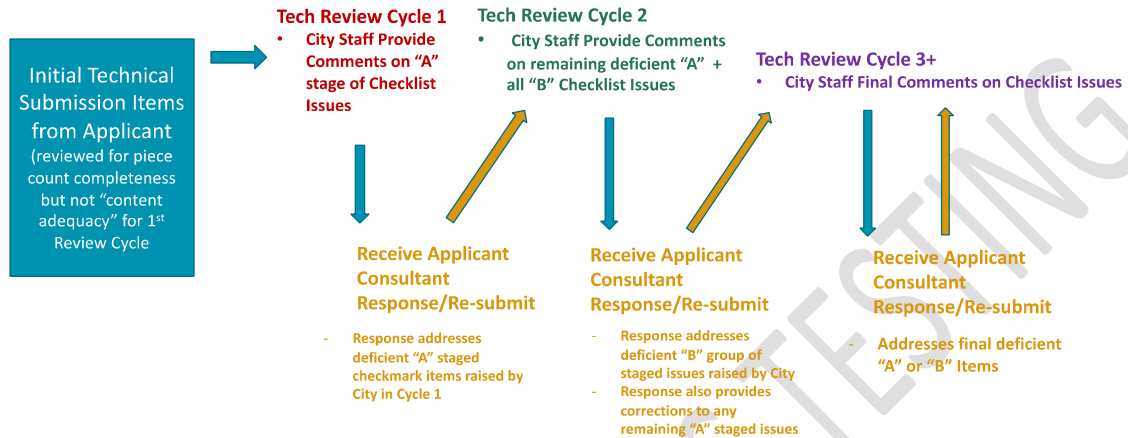 Initial Technical
Submission Items
from Applicant
(reviewed for piece
count completeness
but not “content
adequacy” for 1st
Review Cycle
Tech Review Cycle 1
• City Staff Provide
Comments on “A”
stage of Checklist
Issues
Tech Review Cycle 2
• City Staff Provide Comments
on remaining deficient “A” +
all “B” Checklist Issues
Tech Review Cycle 3+
• City Staff Final Comments on Checklist Issues
Receive Applicant
Consultant
Response/Re-submit
- Response addresses
deficient “A” staged
checkmark items raised by
City in Cycle 1
Receive Applicant
Consultant
Response/Re-submit
- Response addresses
deficient “B” group of
staged issues raised by City
- Response also provides
corrections to any
remaining “A” staged issues
Receive Applicant
Consultant
Response/Re-submit
- Addresses final deficient
“A” or “B” Items
TESTING